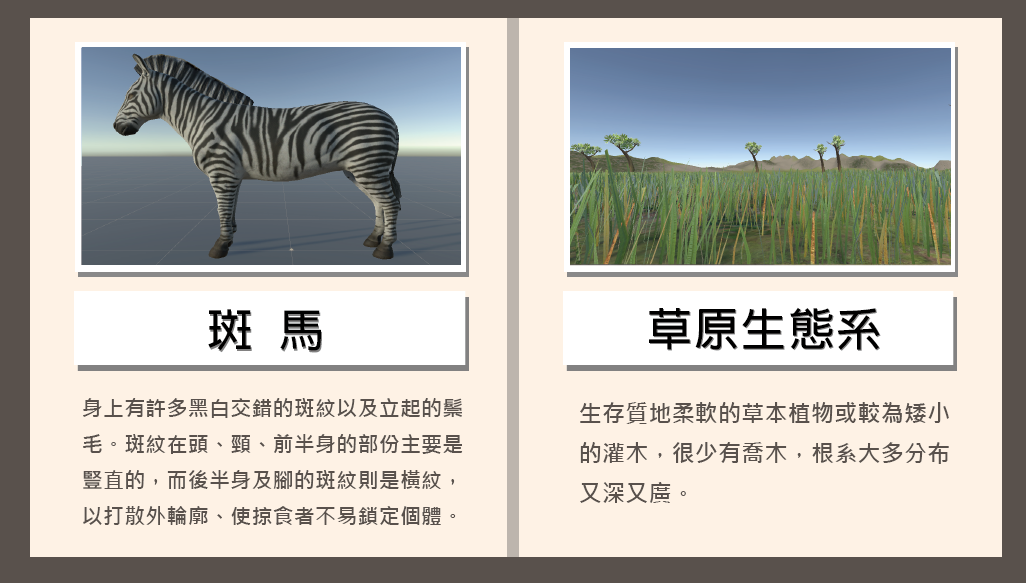 斑 馬
身上有許多黑白交錯的斑紋以及立起的鬃
毛。斑紋在頭、頸、前半身的部份主要是
豎直的，而後半身及腳的斑紋則是橫紋，
以打散外輪廓、使掠食者不易鎖定個體。
草原生態系
生存質地柔軟的草本植物或較為矮小
的灌木，很少有喬木，根系大多分布
又深又廣。